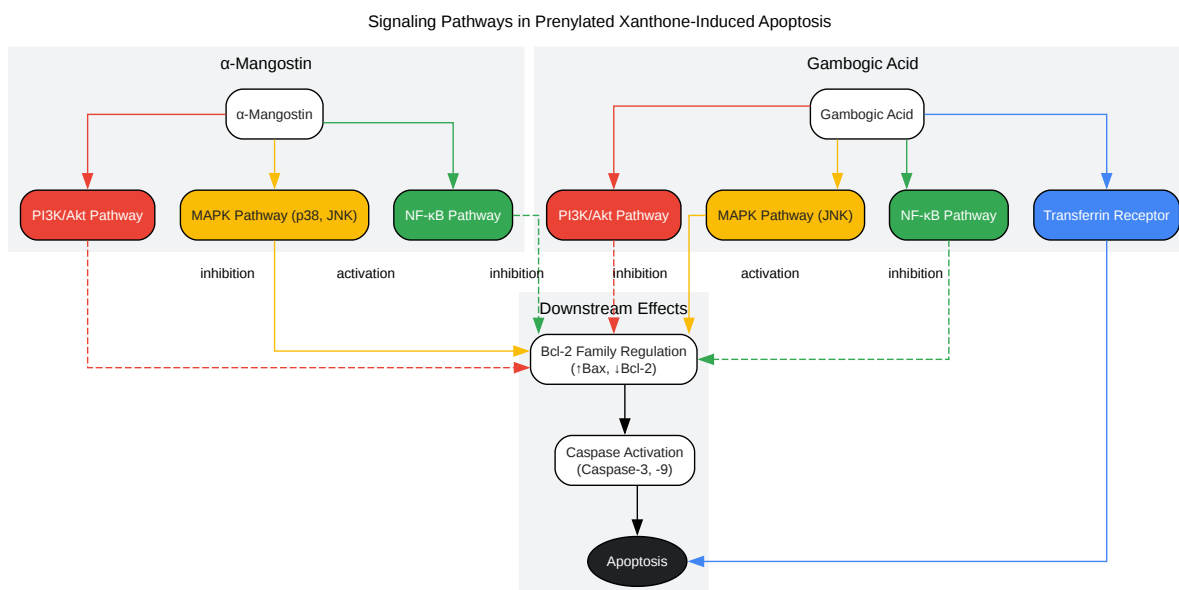 Signaling Pathways in Prenylated Xanthone-Induced Apoptosis
α-Mangostin
Gambogic Acid
α-Mangostin
Gambogic Acid
PI3K/Akt Pathway
MAPK Pathway (p38, JNK)
NF-κB Pathway
PI3K/Akt Pathway
MAPK Pathway (JNK)
NF-κB Pathway
Transferrin Receptor
inhibition
activation
inhibition
inhibition
activation
inhibition
Downstream Effects
Bcl-2 Family Regulation
(↑Bax, ↓Bcl-2)
Caspase Activation
(Caspase-3, -9)
Apoptosis